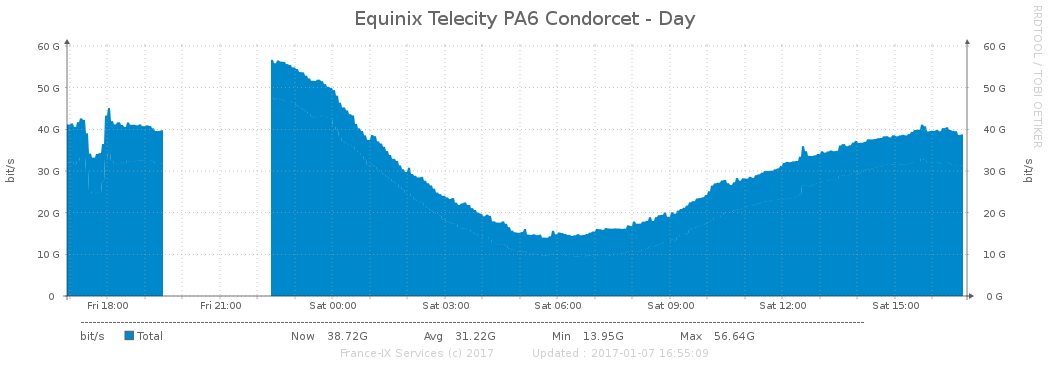 Equinix Telecity PA6 Condorcet - Day
RRDTOOL / TOBI OETIKER
60 G 60 G
50 G 50 G
40 G 40 G
30 G 30 G
20 G 20 G
10 G 10 G
0 0 G
bit/s bit/s
Fri 18:00 Fri 21:00 Sat 00:00 Sat 03:00 Sat 06:00 Sat 09:00 Sat 12:00 Sat 15:00
bit/s Total Now 38.72G Avg 31.22G Min 13.95G Max 56.64G
France-IX Services (c) 2017 Updated : 2017-01-07 16:55:09